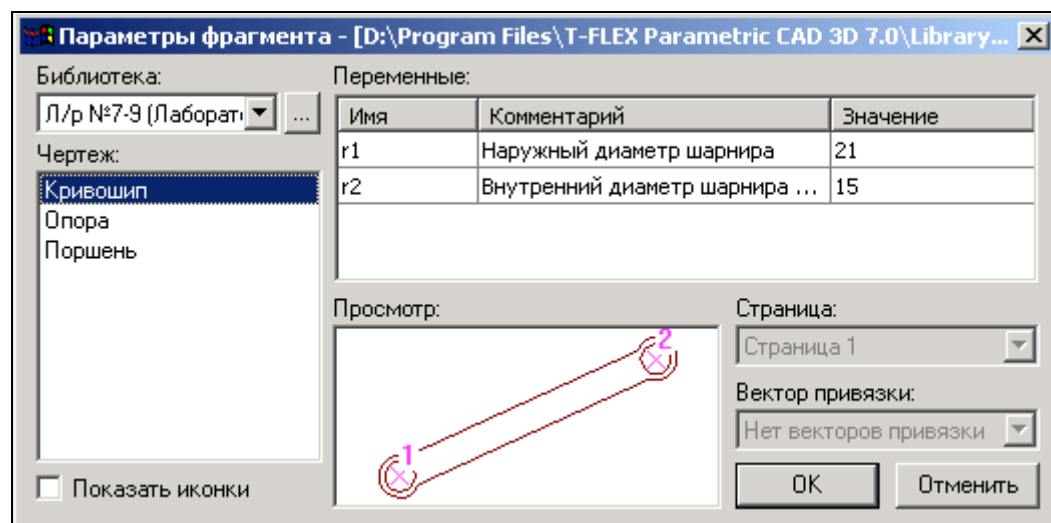 Параметры фрагмента - [D:\Program Files\T-FLEX Parametric CAD 3D 7.0\Library...
Библиотека:
Л/р №7-9 (Лаборат
...
Чертеж:
Кривошип
Опора
Поршень
Показать иконки
Переменные:
Имя Комментарий Значение
r1 Наружный диаметр шарнира 21
r2 Внутренний диаметр шарнира ... 15
Просмотр:
2
1
Страница:
Страница 1
Вектор привязки:
Нет векторов привязки
OK Отменить